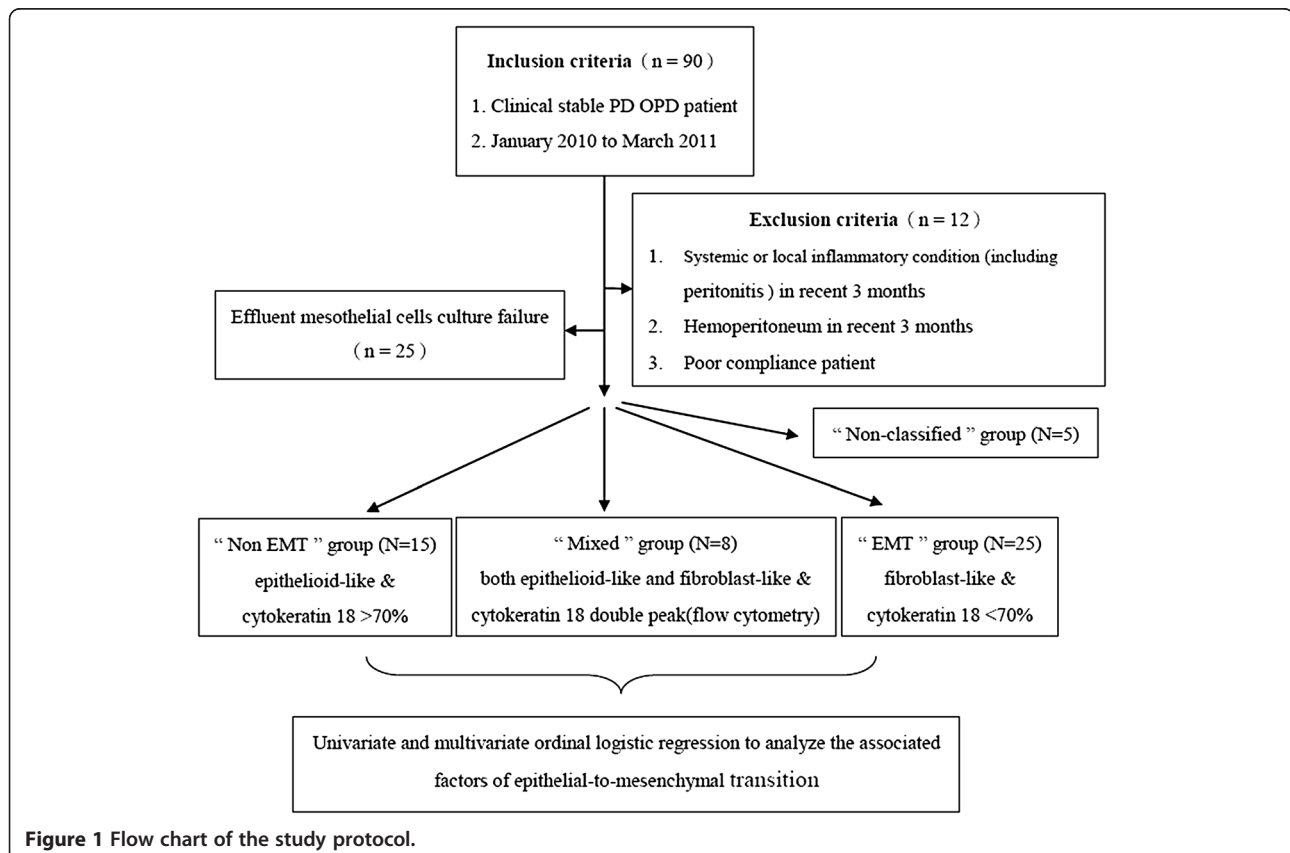 Inclusion criteria ( n = 90 )
1. Clinical stable PD OPD patient
2. January 2010 to March 2011
Exclusion criteria ( n = 12 )
1. Systemic or local inflammatory condition (including
peritonitis ) in recent 3 months
2. Hemoperitoneum in recent 3 months
3. Poor compliance patient
Effluent mesothelial cells culture failure
( n = 25 )
“ Non-classified ” group (N=5)
“ Non EMT ” group (N=15)
epithelioid-like &
cytokeratin 18 >70%
“ Mixed ” group (N=8)
both epithelioid-like and fibroblast-like &
cytokeratin 18 double peak(flow cytometry)
“ EMT ” group (N=25)
fibroblast-like &
cytokeratin 18 <70%
Univariate and multivariate ordinal logistic regression to analyze the associated
factors of epithelial-to-mesenchymal transition
Figure 1 Flow chart of the study protocol.